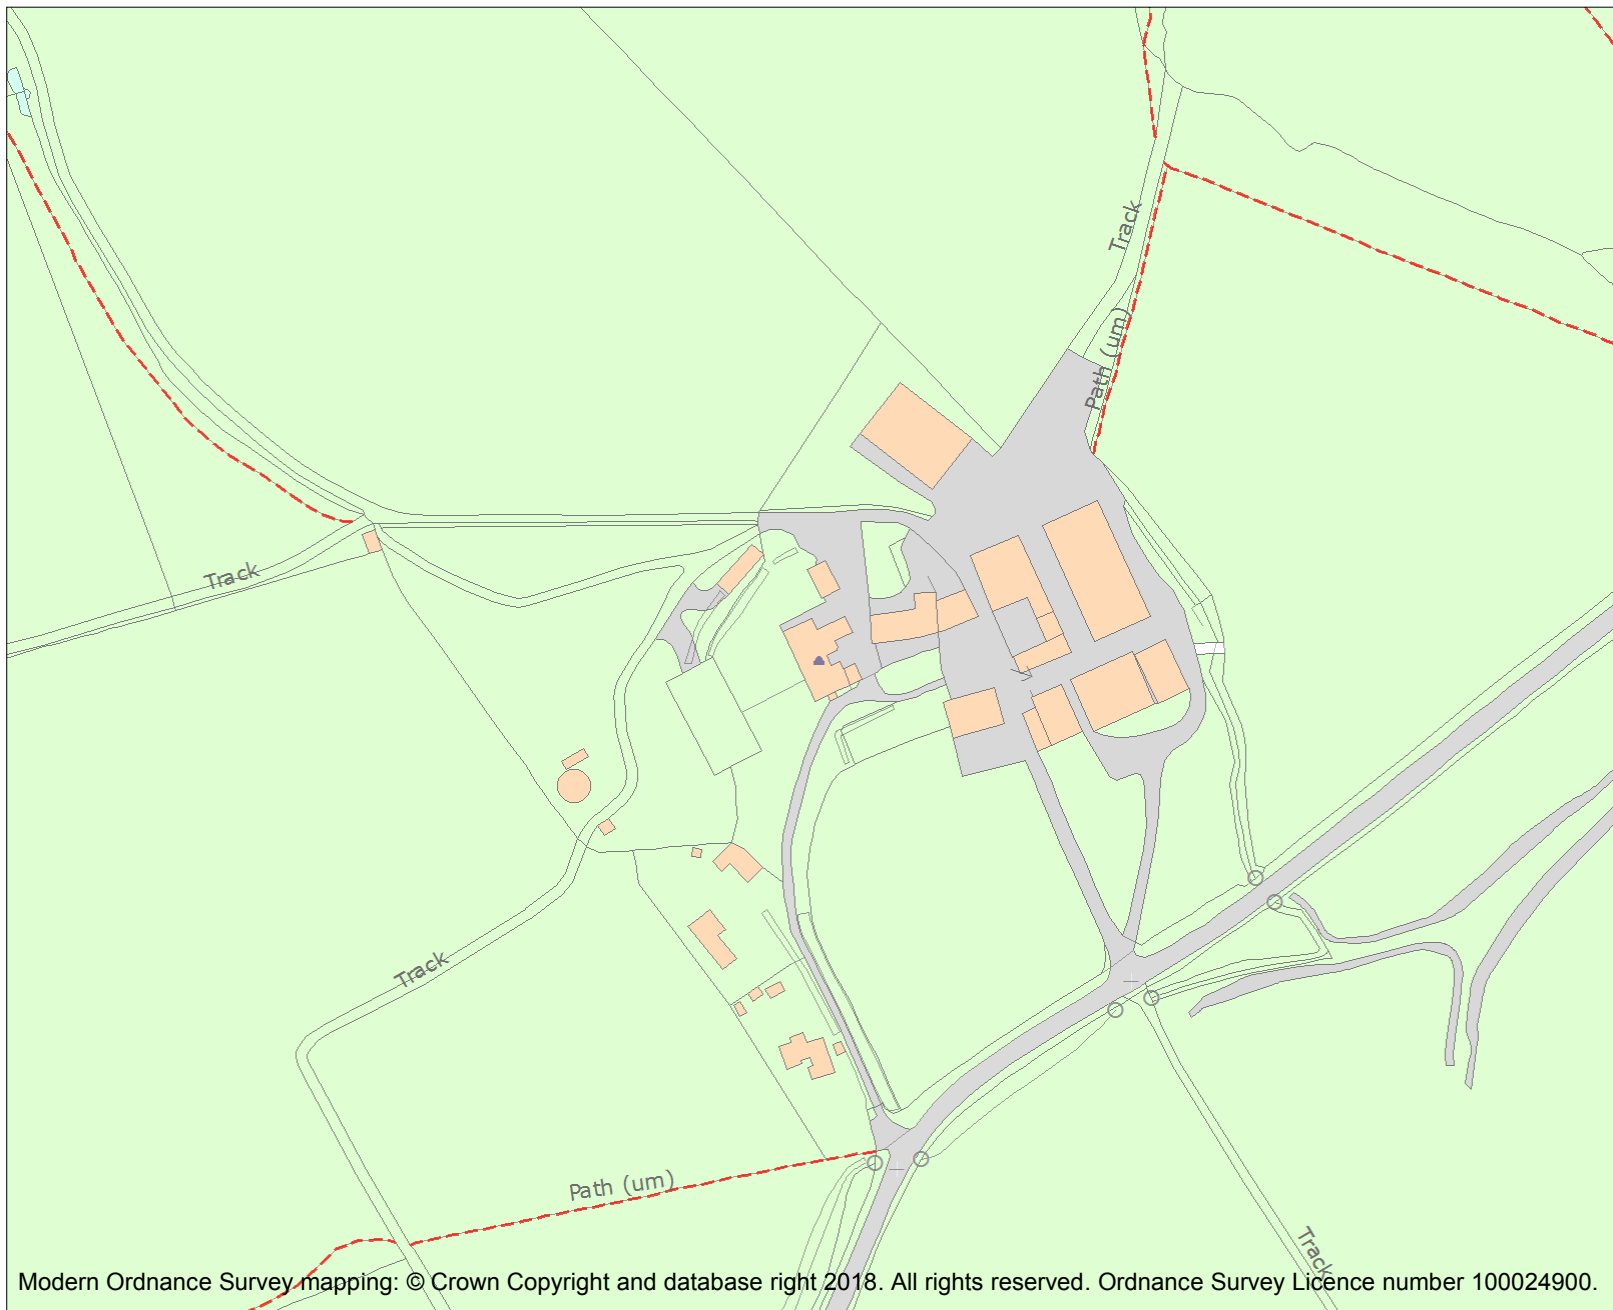 Track
Path (um)
Track
Track
Path (um)
Track
Modern Ordnance Survey mapping: © Crown Copyright and database right 2018. All rights reserved. Ordnance Survey Licence number 100024900.